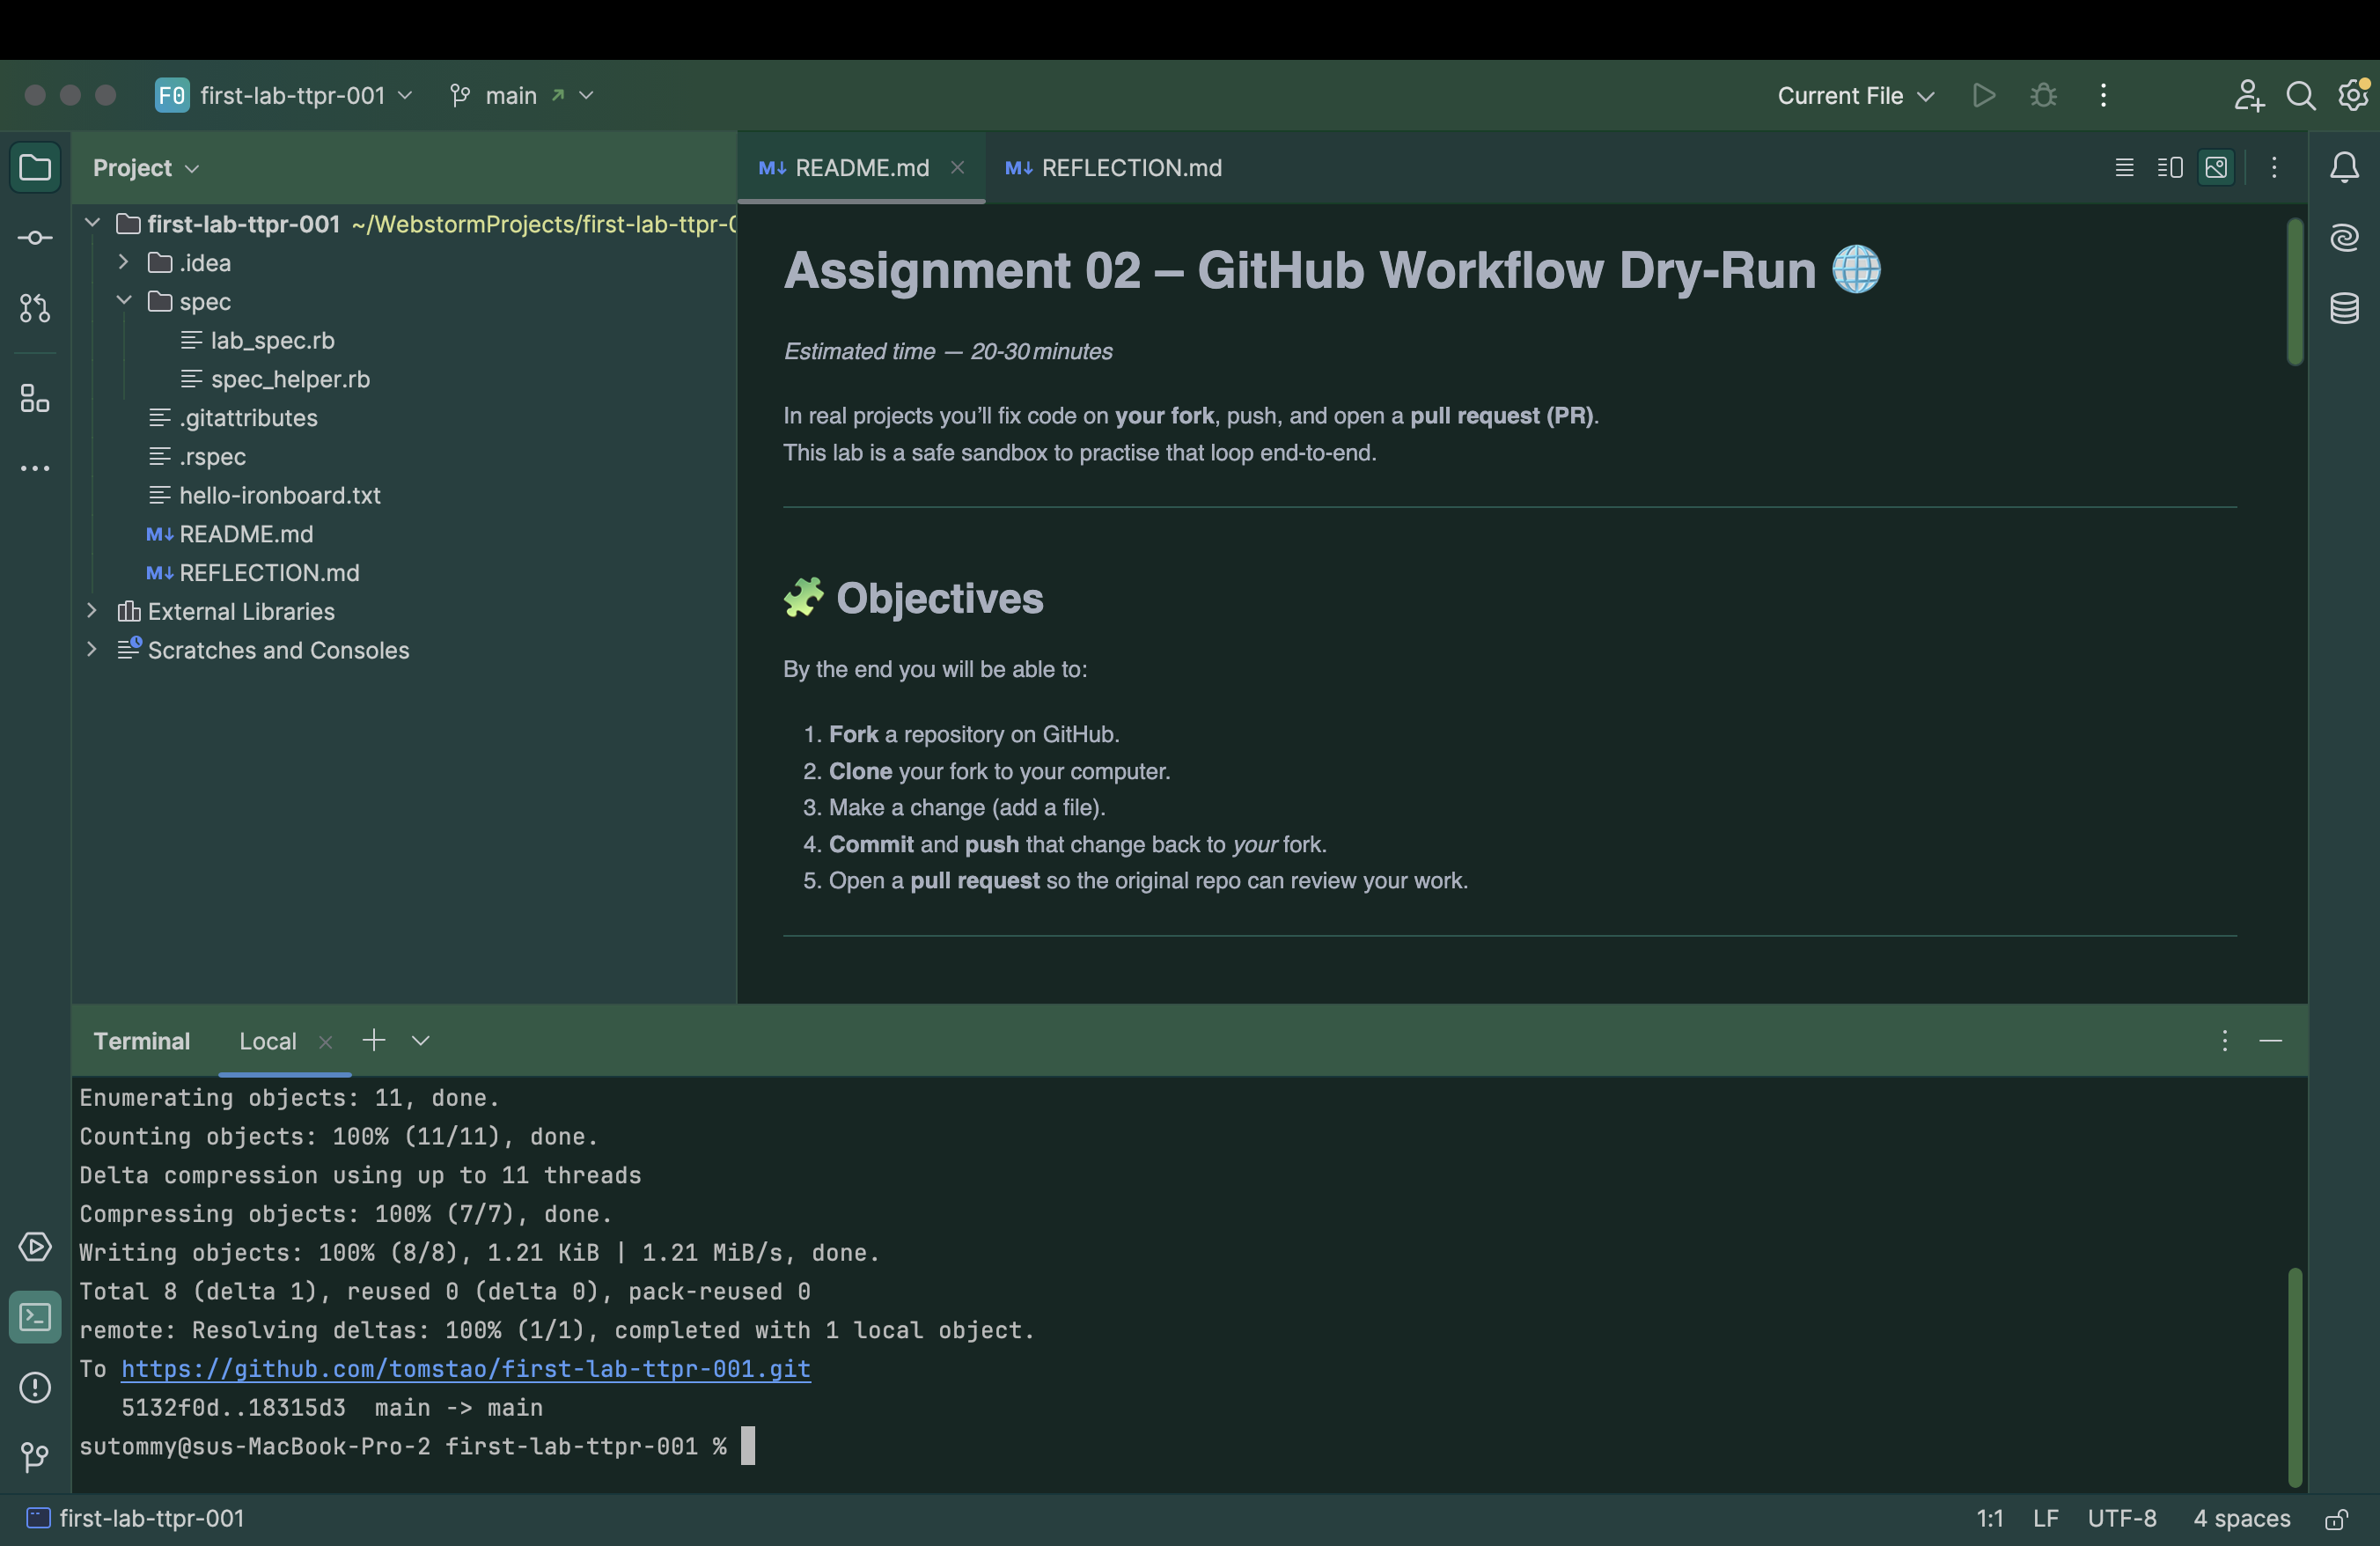 F0 first-lab-ttpr-001 main Current File
Project
README.md REFLECTION.md
first-lab-ttpr-001 ~/WebstormProjects/first-lab-ttpr-0
.idea
spec
lab_spec.rb
spec_helper.rb
.gitattributes
.rspec
hello-ironboard.txt
M↓ README.md
M↓ REFLECTION.md
External Libraries
Scratches and Consoles
Assignment 02 – GitHub Workflow Dry-Run
Estimated time — 20-30 minutes
In real projects you’ll fix code on your fork, push, and open a pull request (PR).
This lab is a safe sandbox to practise that loop end-to-end.
Objectives
By the end you will be able to:
1. Fork a repository on GitHub.
2. Clone your fork to your computer.
3. Make a change (add a file).
4. Commit and push that change back to your fork.
5. Open a pull request so the original repo can review your work.
Terminal Local
Enumerating objects: 11, done.
Counting objects: 100% (11/11), done.
Delta compression using up to 11 threads
Compressing objects: 100% (7/7), done.
Writing objects: 100% (8/8), 1.21 KiB | 1.21 MiB/s, done.
Total 8 (delta 1), reused 0 (delta 0), pack-reused 0
remote: Resolving deltas: 100% (1/1), completed with 1 local object.
To https://github.com/tomstao/first-lab-ttpr-001.git
5132f0d..18315d3 main -> main
sutommy@sus-MacBook-Pro-2 first-lab-ttpr-001 %
first-lab-ttpr-001 1:1 LF UTF-8 4 spaces